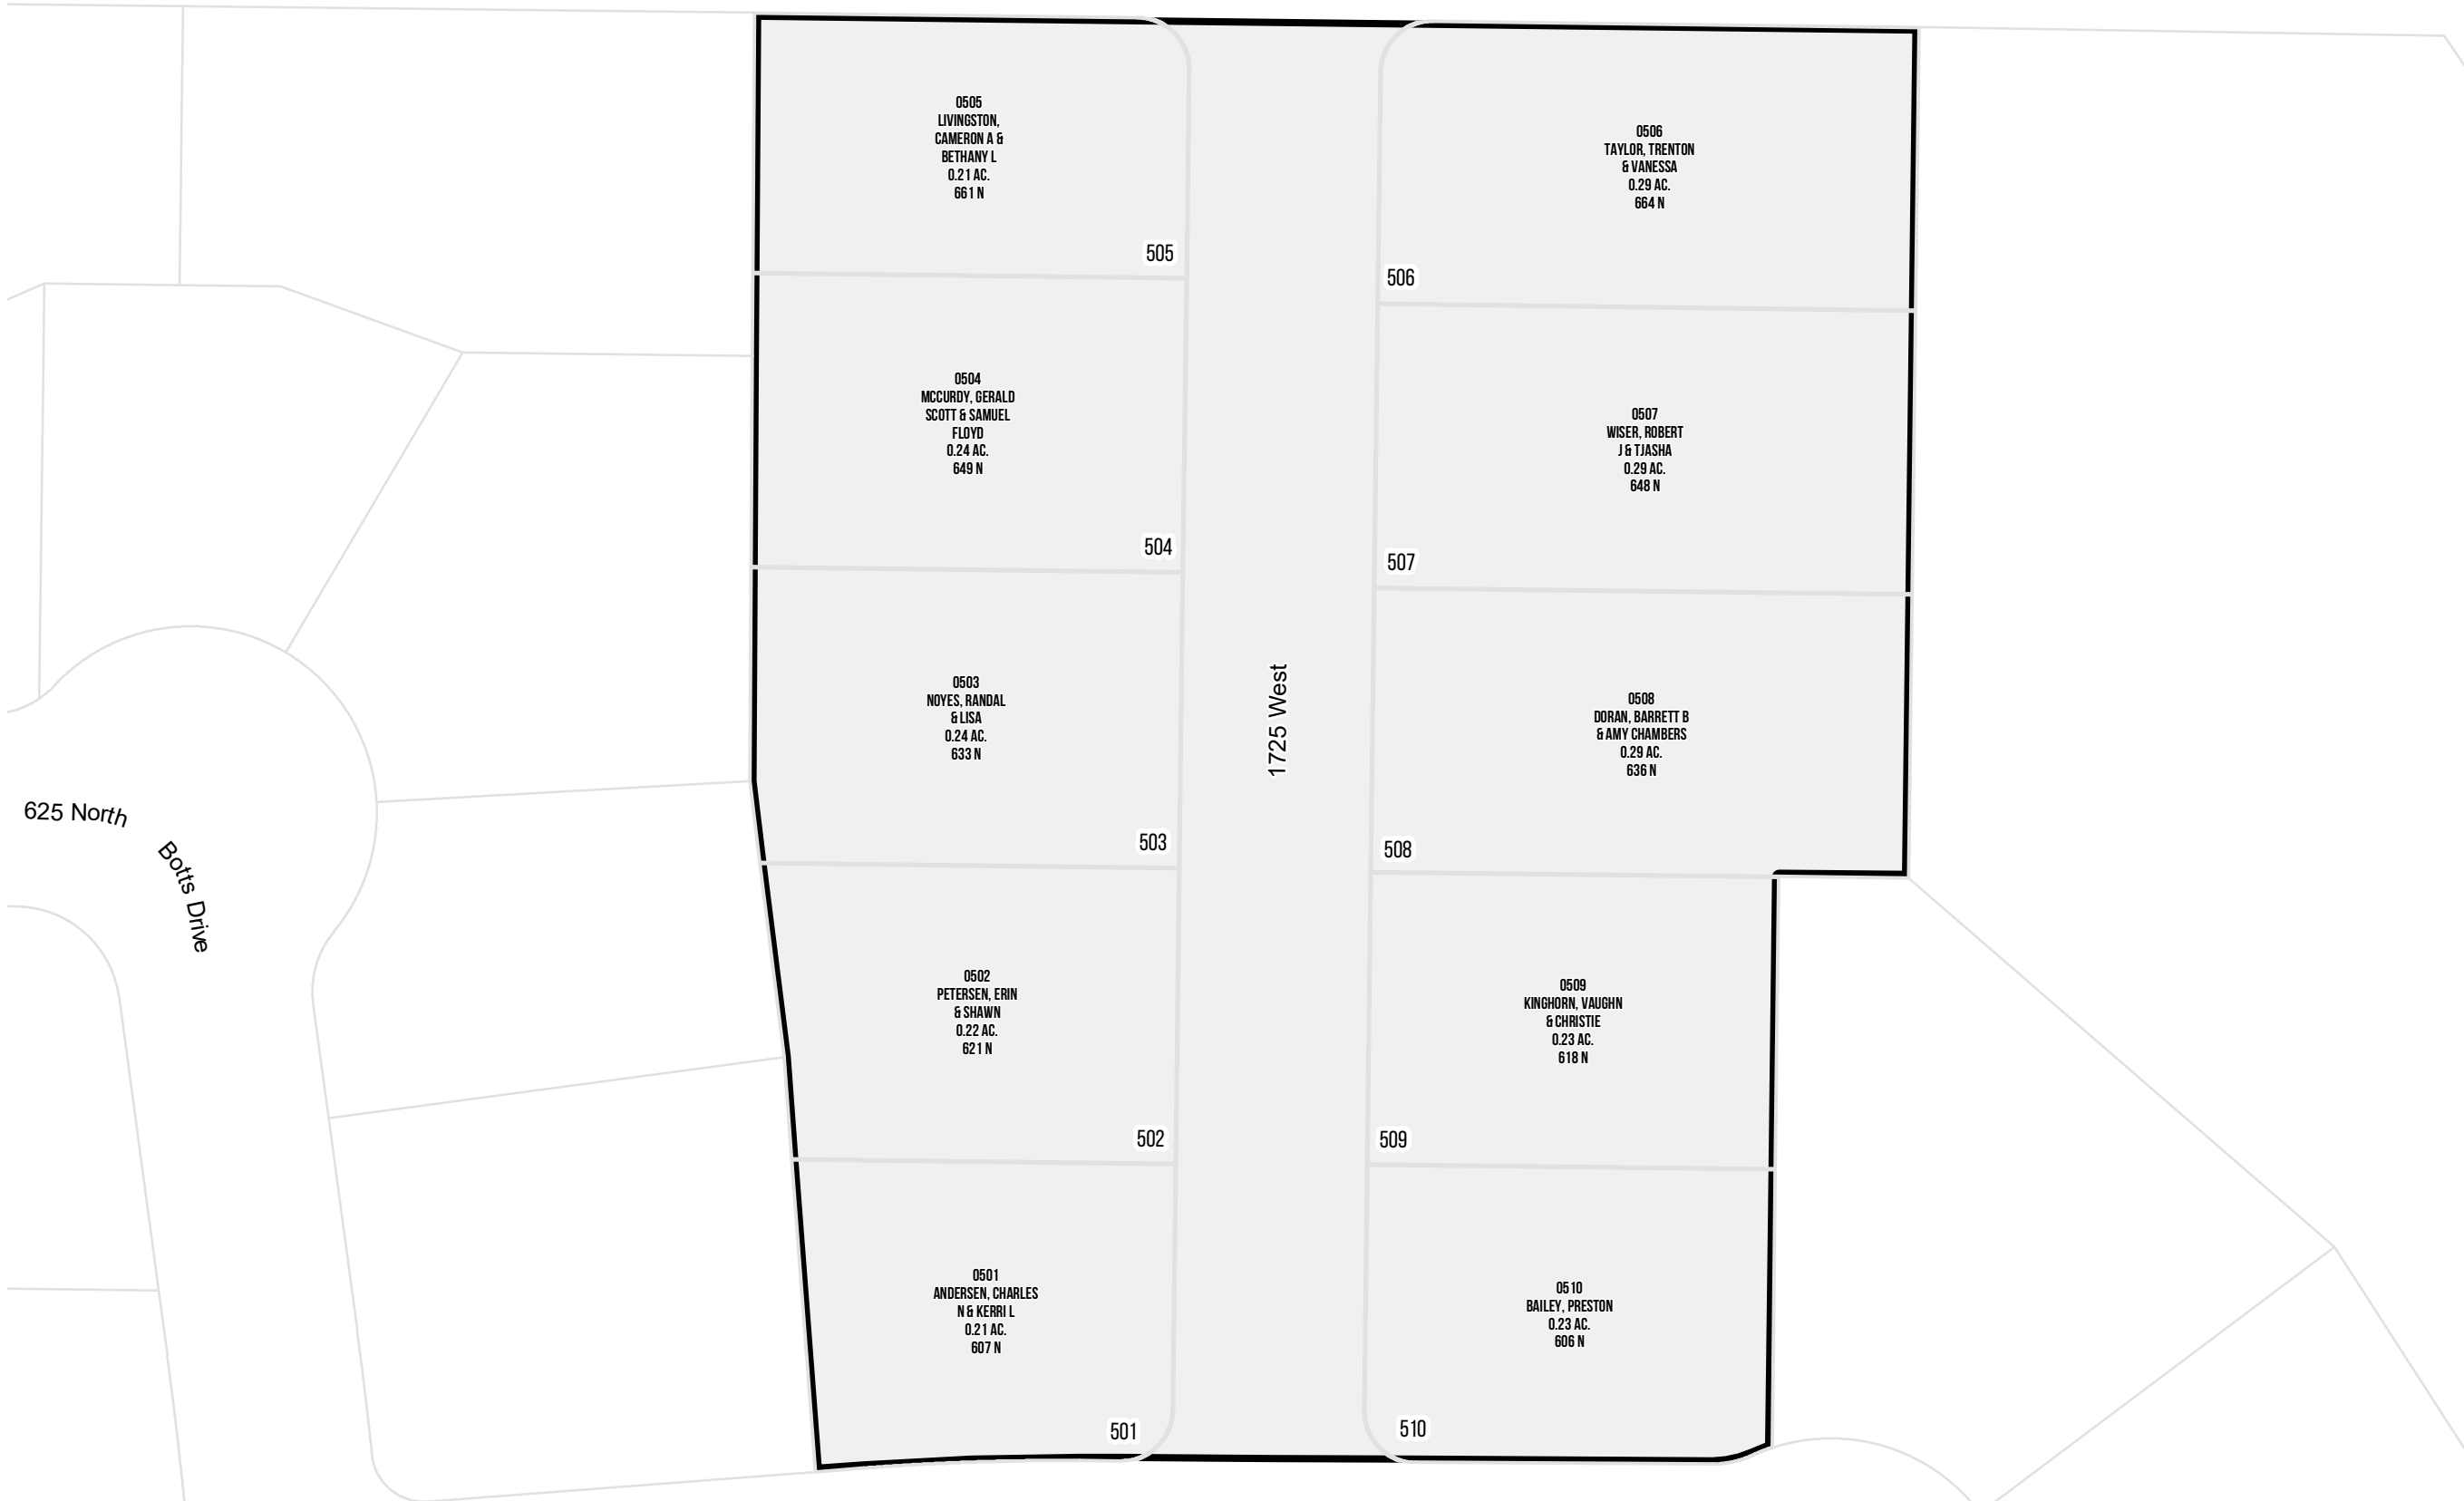 0505
LIVINGSTON,
CAMERON A &
BETHANY L
0.21 AC.
661 N
505
0506
TAYLOR, TRENTON
& VANESSA
0.29 AC.
664 N
506
0504
MCCURDY, GERALD
SCOTT & SAMUEL
FLOYD
0.24 AC.
649 N
504
0507
WISER, ROBERT
J & TJASHA
0.29 AC.
648 N
507
0503
NOYES, RANDAL
& LISA
0.24 AC.
633 N
503
1725 West
0508
DORAN, BARRETT B
& AMY CHAMBERS
0.29 AC.
636 N
508
625 North
Botts Drive
0502
PETERSEN, ERIN
& SHAWN
0.22 AC.
621 N
502
0509
KINGHORN, VAUGHN
& CHRISTIE
0.23 AC.
618 N
509
0501
ANDERSEN, CHARLES
N & KERRI L
0.21 AC.
607 N
501
0510
BAILEY, PRESTON
0.23 AC.
606 N
510